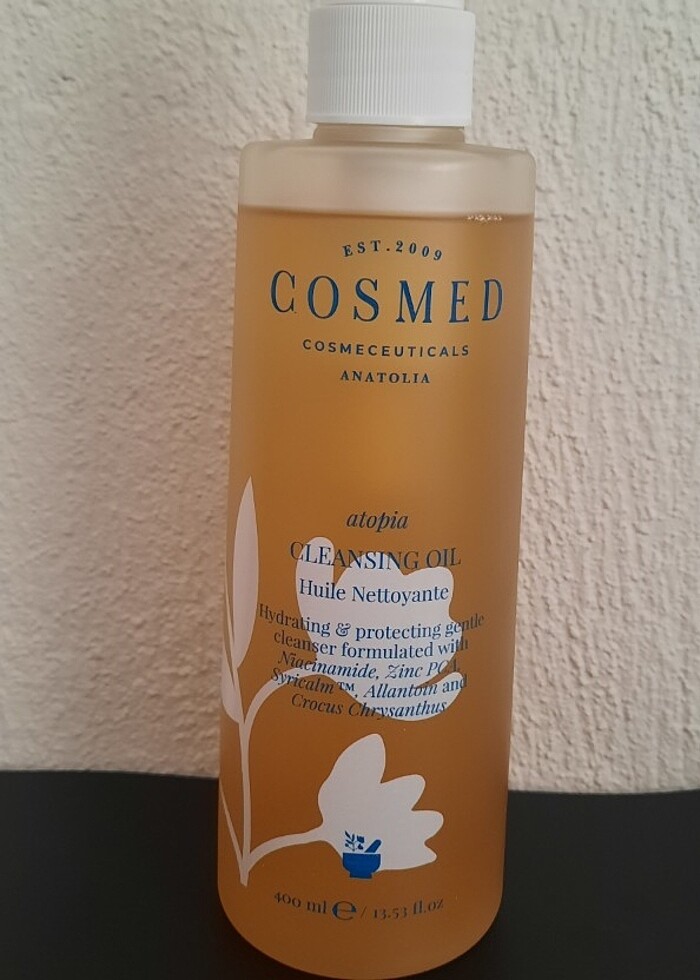 EST.2009
COSMED
COSMECEUTICALS
ANATOLIA
atopia
CLEANSING OIL
Huile Nettoyante
Hydrating & protecting gentle
cleanser formulated with
Niacinamide, Zinc PCA,
Syricalm™, Allantoin and
Crocus Chrysanthus
400 ml ℮ / 13.53 fl.oz